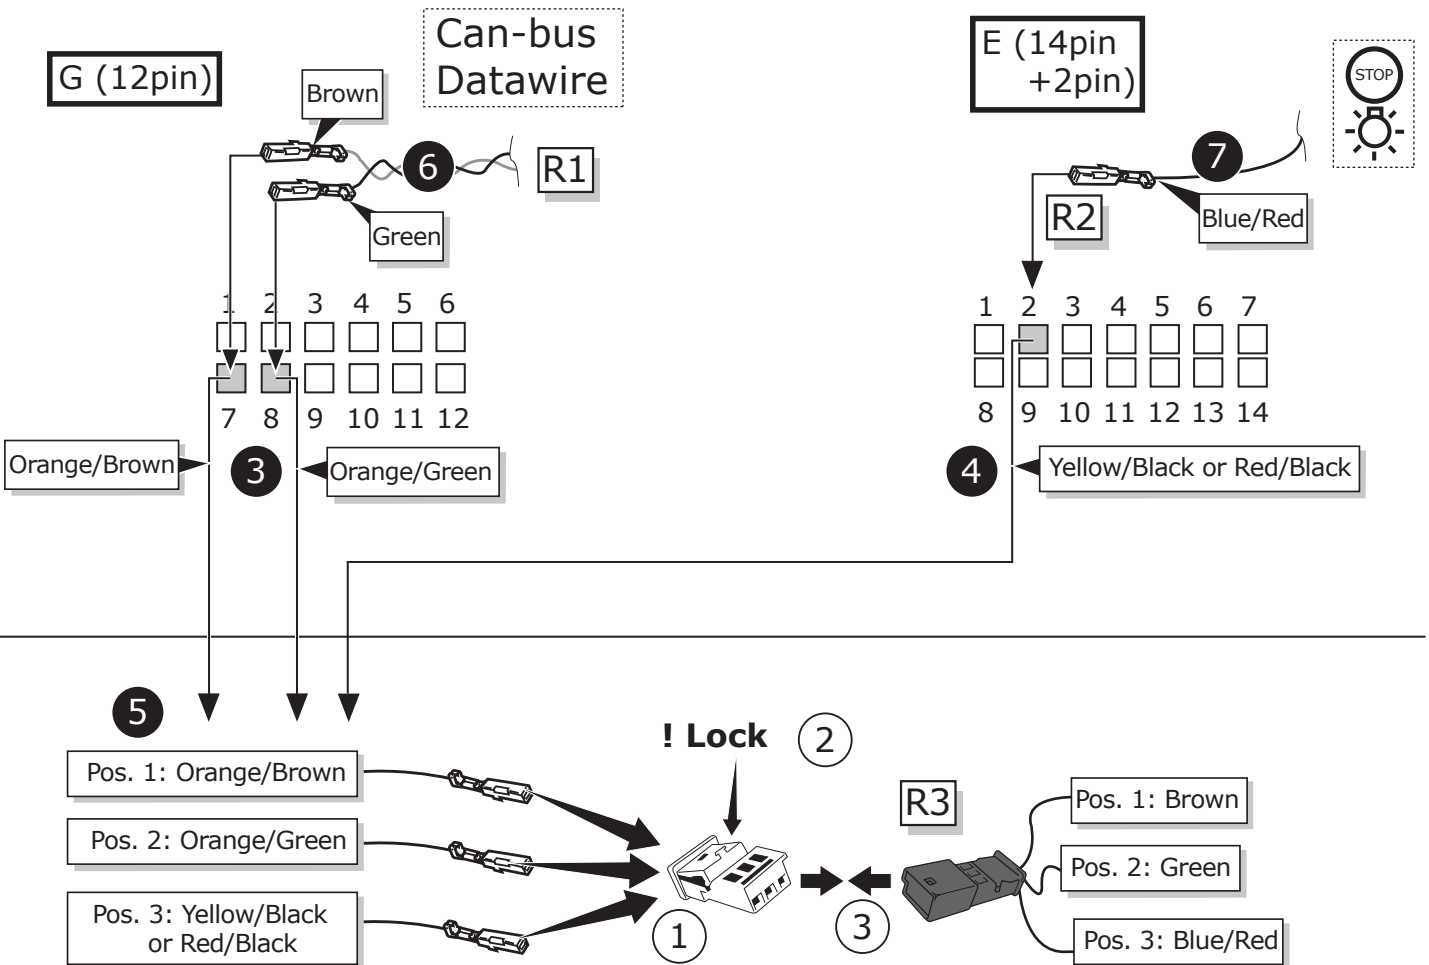 G (12pin)
Can-bus
Datawire
E (14pin
+2pin)
STOP
Brown
6
R1
Green
7
R2
Blue/Red
1 2 3 4 5 6
7 8 9 10 11 12
1 2 3 4 5 6 7
8 9 10 11 12 13 14
Orange/Brown
3
Orange/Green
4
Yellow/Black or Red/Black
5
Pos. 1: Orange/Brown
Pos. 2: Orange/Green
Pos. 3: Yellow/Black
or Red/Black
! Lock
2
1
3
R3
Pos. 1: Brown
Pos. 2: Green
Pos. 3: Blue/Red